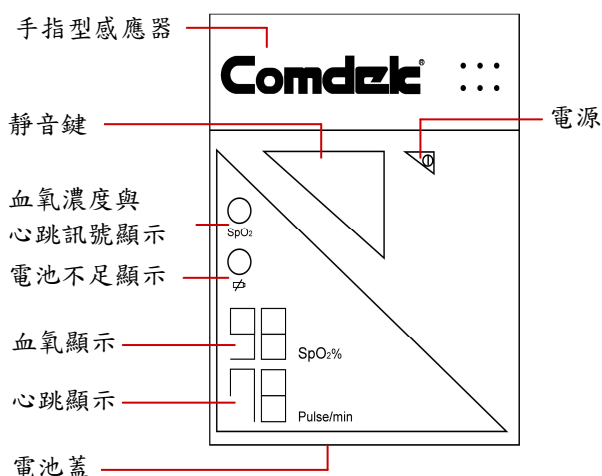 手指型感應器
Comdek®
靜音鍵
電源
血氧濃度與
心跳訊號顯示
SpO₂
電池不足顯示
血氧顯示
SpO₂%
心跳顯示
Pulse/min
電池蓋